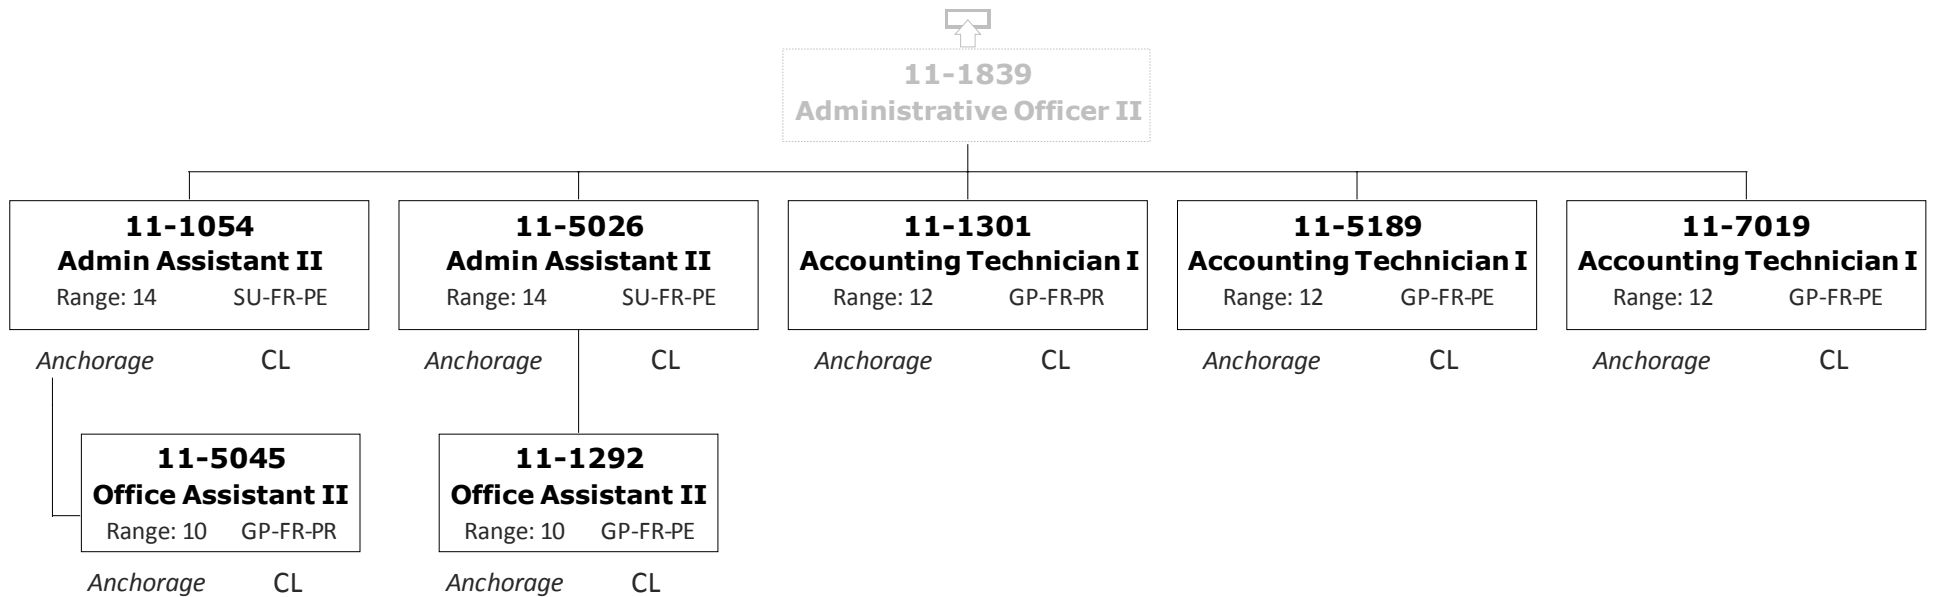 11-1839
Administrative Officer II
11-1054
Admin Assistant II
Range: 14 SU-FR-PE
Anchorage CL
11-5026
Admin Assistant II
Range: 14 SU-FR-PE
Anchorage CL
11-1301
Accounting Technician I
Range: 12 GP-FR-PR
Anchorage CL
11-5189
Accounting Technician I
Range: 12 GP-FR-PE
Anchorage CL
11-7019
Accounting Technician I
Range: 12 GP-FR-PE
Anchorage CL
11-5045
Office Assistant II
Range: 10 GP-FR-PR
Anchorage CL
11-1292
Office Assistant II
Range: 10 GP-FR-PE
Anchorage CL